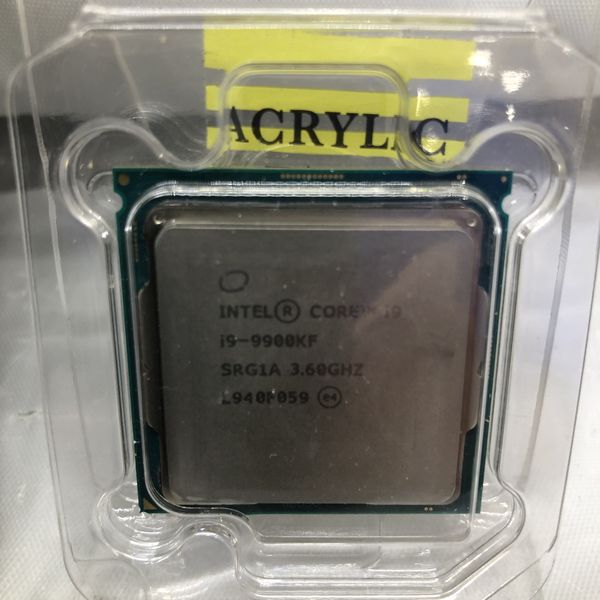 ACRYLIC
INTEL® CORE™ i9
i9-9900KF
SRG1A 3.60GHZ
L940F059 e4